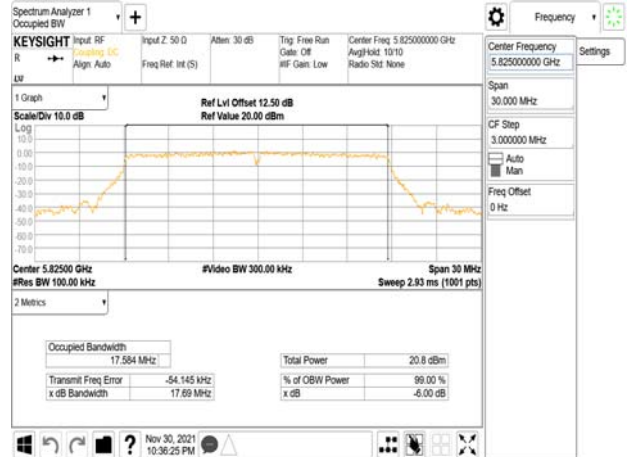 Spectrum Analyzer 1
Occupied BW
+
Frequency
KEYSIGHT
R
Input: RF
Coupling: DC
Align: Auto
Input Z: 50 Ω
Freq Ref: Int (S)
Atten: 30 dB
Trig: Free Run
Gate: Off
#IF Gain: Low
Center Freq: 5.825000000 GHz
Avg|Hold: 10/10
Radio Std: None
Center Frequency
5.825000000 GHz
Settings
Span
30.000 MHz
CF Step
3.000000 MHz
Auto
Man
Freq Offset
0 Hz
1 Graph
Scale/Div 10.0 dB
Ref Lvl Offset 12.50 dB
Ref Value 20.00 dBm
Log
10.0
0.00
-10.0
-20.0
-30.0
-40.0
-50.0
-60.0
-70.0
Center 5.82500 GHz
#Res BW 100.00 kHz
#Video BW 300.00 kHz
Span 30 MHz
Sweep 2.93 ms (1001 pts)
2 Metrics
Occupied Bandwidth
17.584 MHz
Total Power 20.8 dBm
Transmit Freq Error -54.145 kHz
% of OBW Power 99.00 %
x dB Bandwidth 17.69 MHz
x dB -6.00 dB
?
Nov 30, 2021
10:36:25 PM